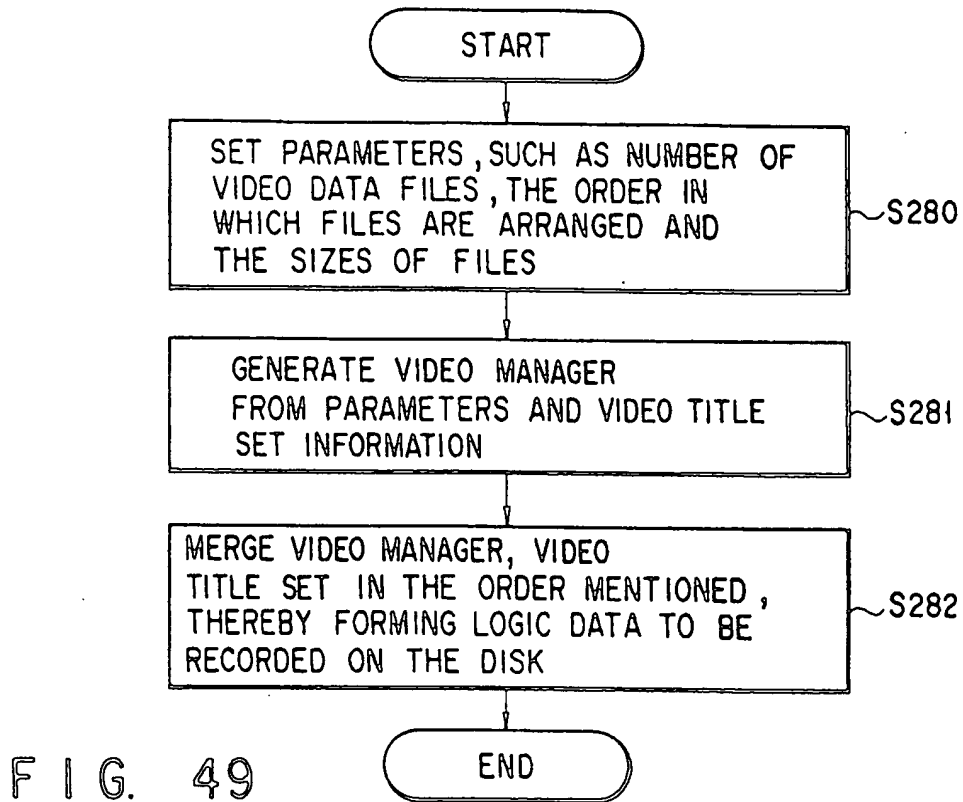 START
SET PARAMETERS, SUCH AS NUMBER OF
VIDEO DATA FILES, THE ORDER IN
WHICH FILES ARE ARRANGED AND
THE SIZES OF FILES
S280
GENERATE VIDEO MANAGER
FROM PARAMETERS AND VIDEO TITLE
SET INFORMATION
S281
MERGE VIDEO MANAGER, VIDEO
TITLE SET IN THE ORDER MENTIONED,
THEREBY FORMING LOGIC DATA TO BE
RECORDED ON THE DISK
S282
END
FIG. 49